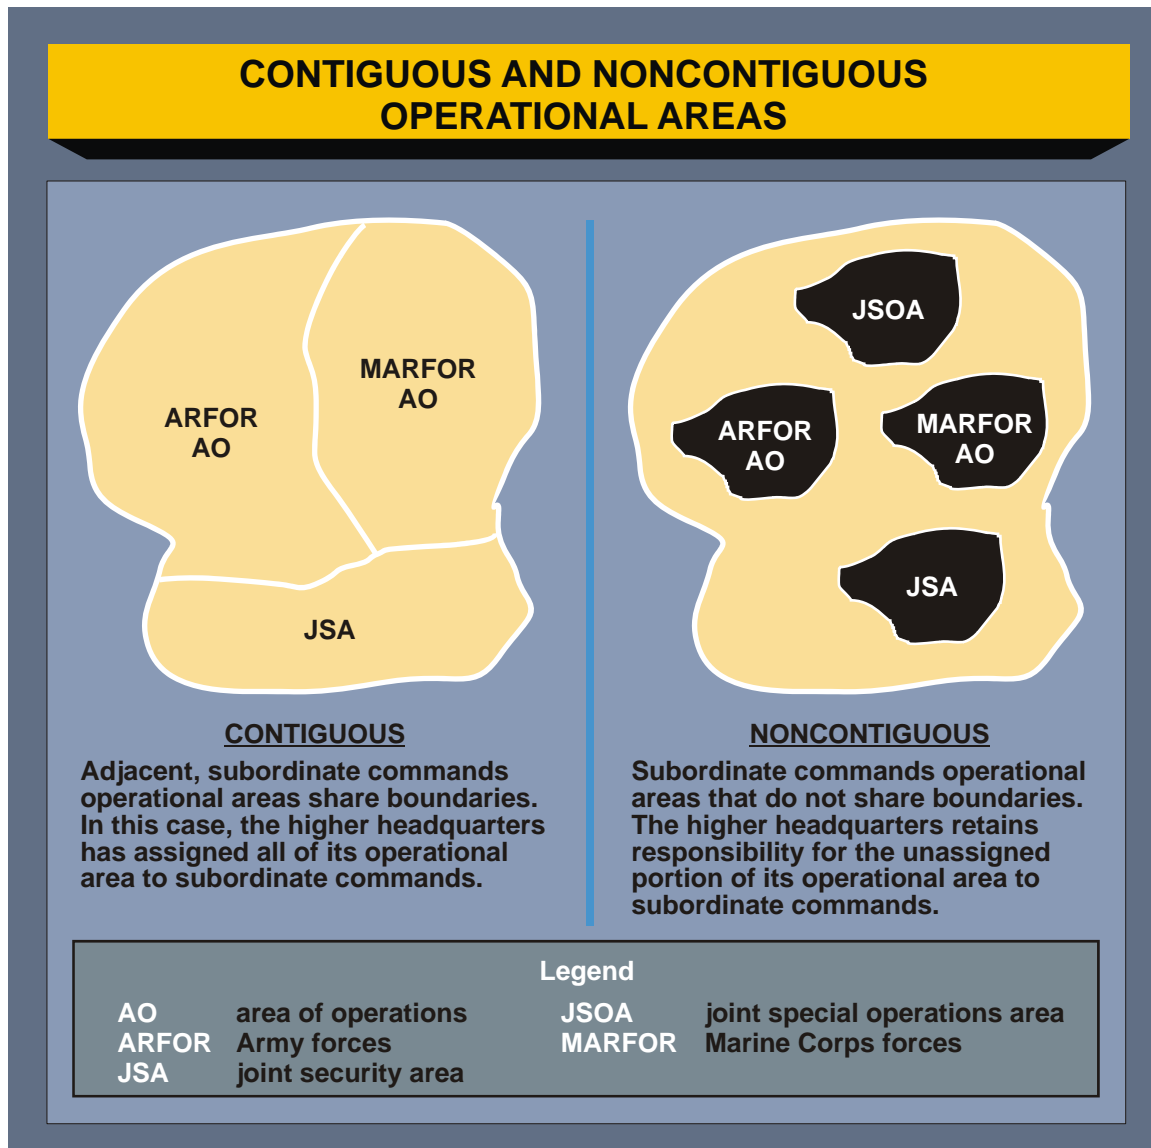 CONTIGUOUS AND NONCONTIGUOUS
OPERATIONAL AREAS
ARFOR
AO
MARFOR
AO
JSA
JSOA
ARFOR
AO
MARFOR
AO
JSA
CONTIGUOUS
Adjacent, subordinate commands
operational areas share boundaries.
In this case, the higher headquarters
has assigned all of its operational
area to subordinate commands.
NONCONTIGUOUS
Subordinate commands operational
areas that do not share boundaries.
The higher headquarters retains
responsibility for the unassigned
portion of its operational area to
subordinate commands.
Legend
AO area of operations
ARFOR Army forces
JSA joint security area
JSOA joint special operations area
MARFOR Marine Corps forces